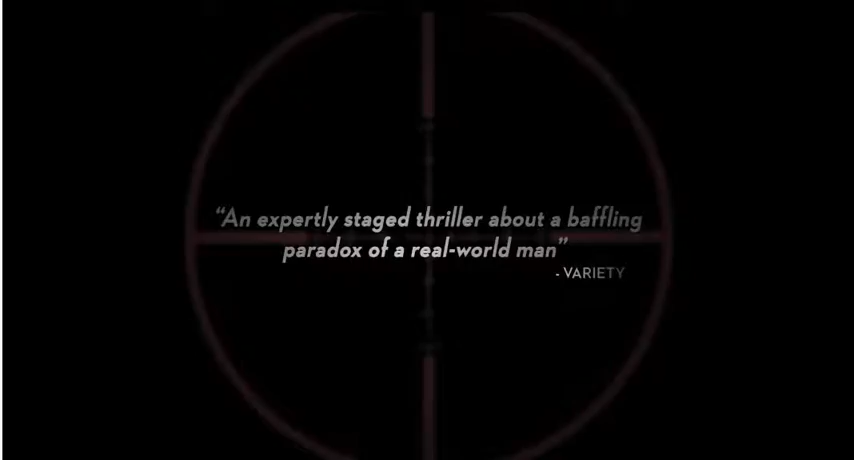 “An expertly staged thriller about a baffling
paradox of a real-world man”
- VARIETY